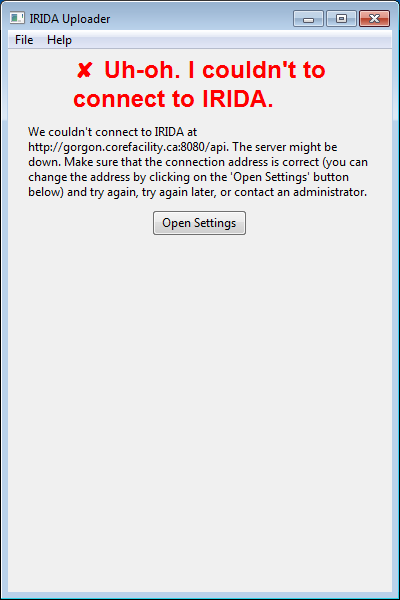 IRIDA Uploader
File Help
✘ Uh-oh. I couldn't to
connect to IRIDA.
We couldn't connect to IRIDA at
http://gorgon.corefacility.ca:8080/api. The server might be
down. Make sure that the connection address is correct (you can
change the address by clicking on the 'Open Settings' button
below) and try again, try again later, or contact an administrator.
Open Settings